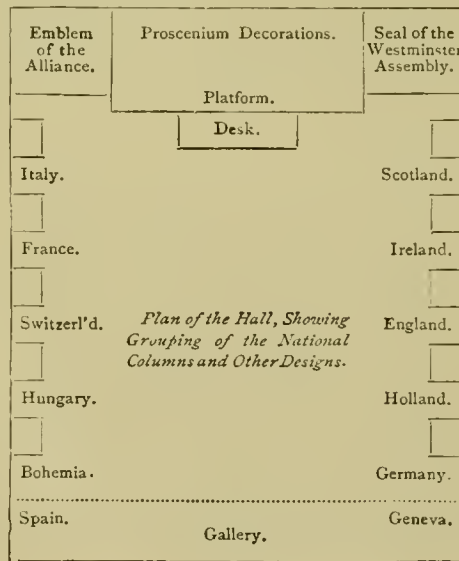 Emblem
of the
Alliance.
Proscenium Decorations.
Seal of the
Westminster
Assembly.
Platform.
Desk.
Italy.
Scotland.
France.
Ireland.
Switzerl'd.
England.
Plan of the Hall, Showing
Grouping of the National
Columns and Other Designs.
Hungary.
Holland.
Bohemia.
Germany.
Spain.
Geneva.
Gallery.